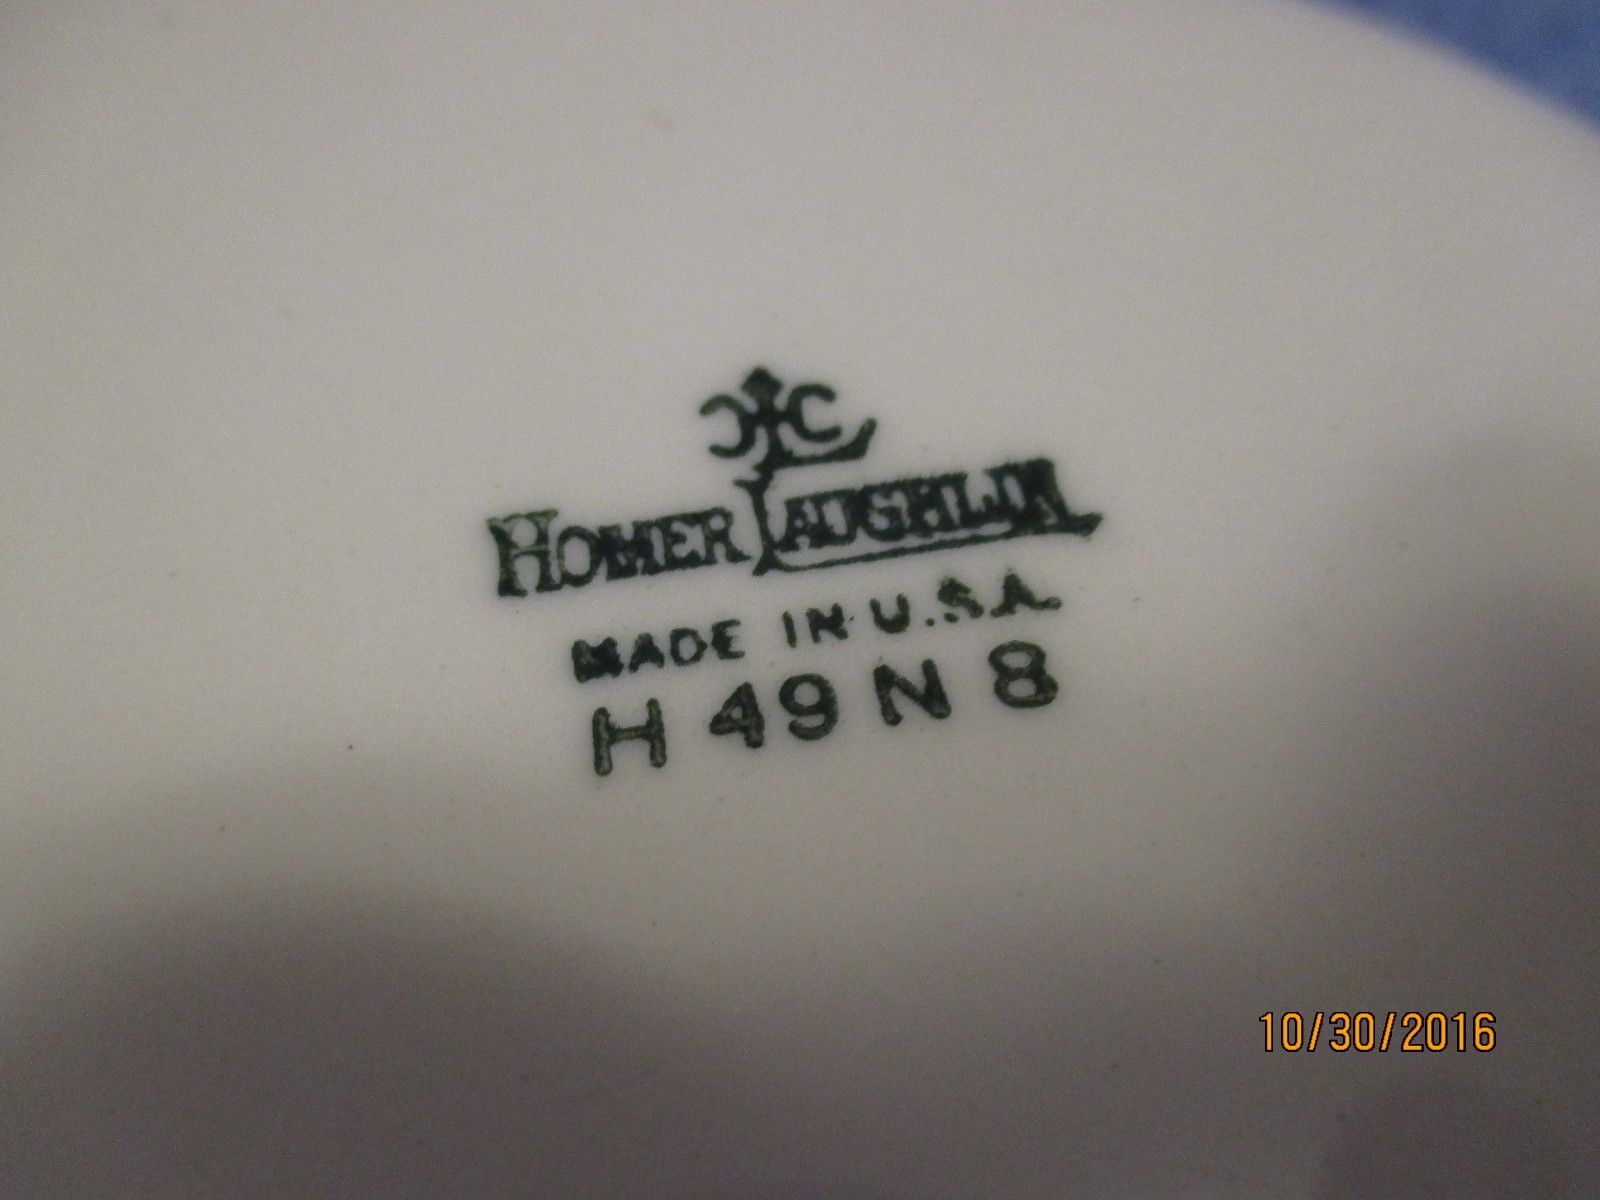 HOMER LAUGHLIN
MADE IN U.S.A.
H 49 N 8
10/30/2016